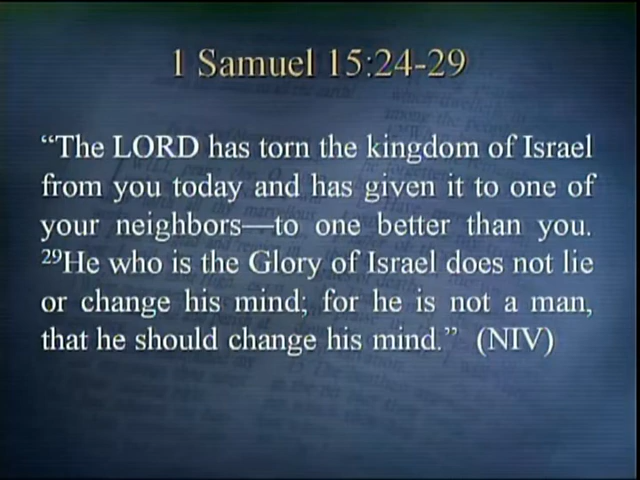 1 Samuel 15:24-29
“The LORD has torn the kingdom of Israel
from you today and has given it to one of
your neighbors—to one better than you.
29He who is the Glory of Israel does not lie
or change his mind; for he is not a man,
that he should change his mind.” (NIV)